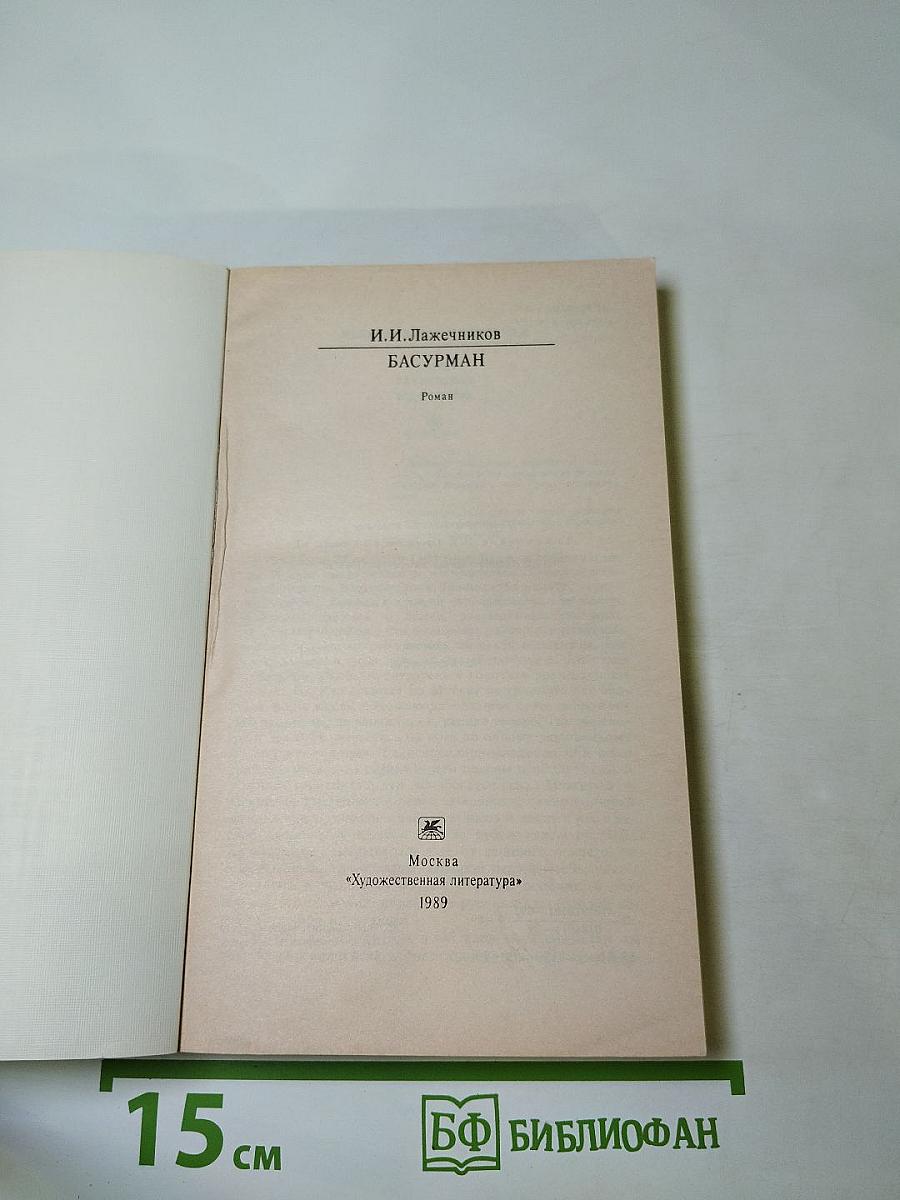 И.И.Лажечников
БАСУРМАН
Роман
Москва
«Художественная литература»
1989
15 см
БФ БИБЛИОФАН